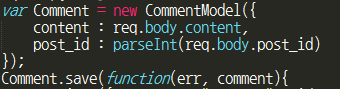 var Comment = new CommentModel({
    content : req.body.content,
    post_id : parseInt(req.body.post_id)
});
Comment.save(function(err, comment){